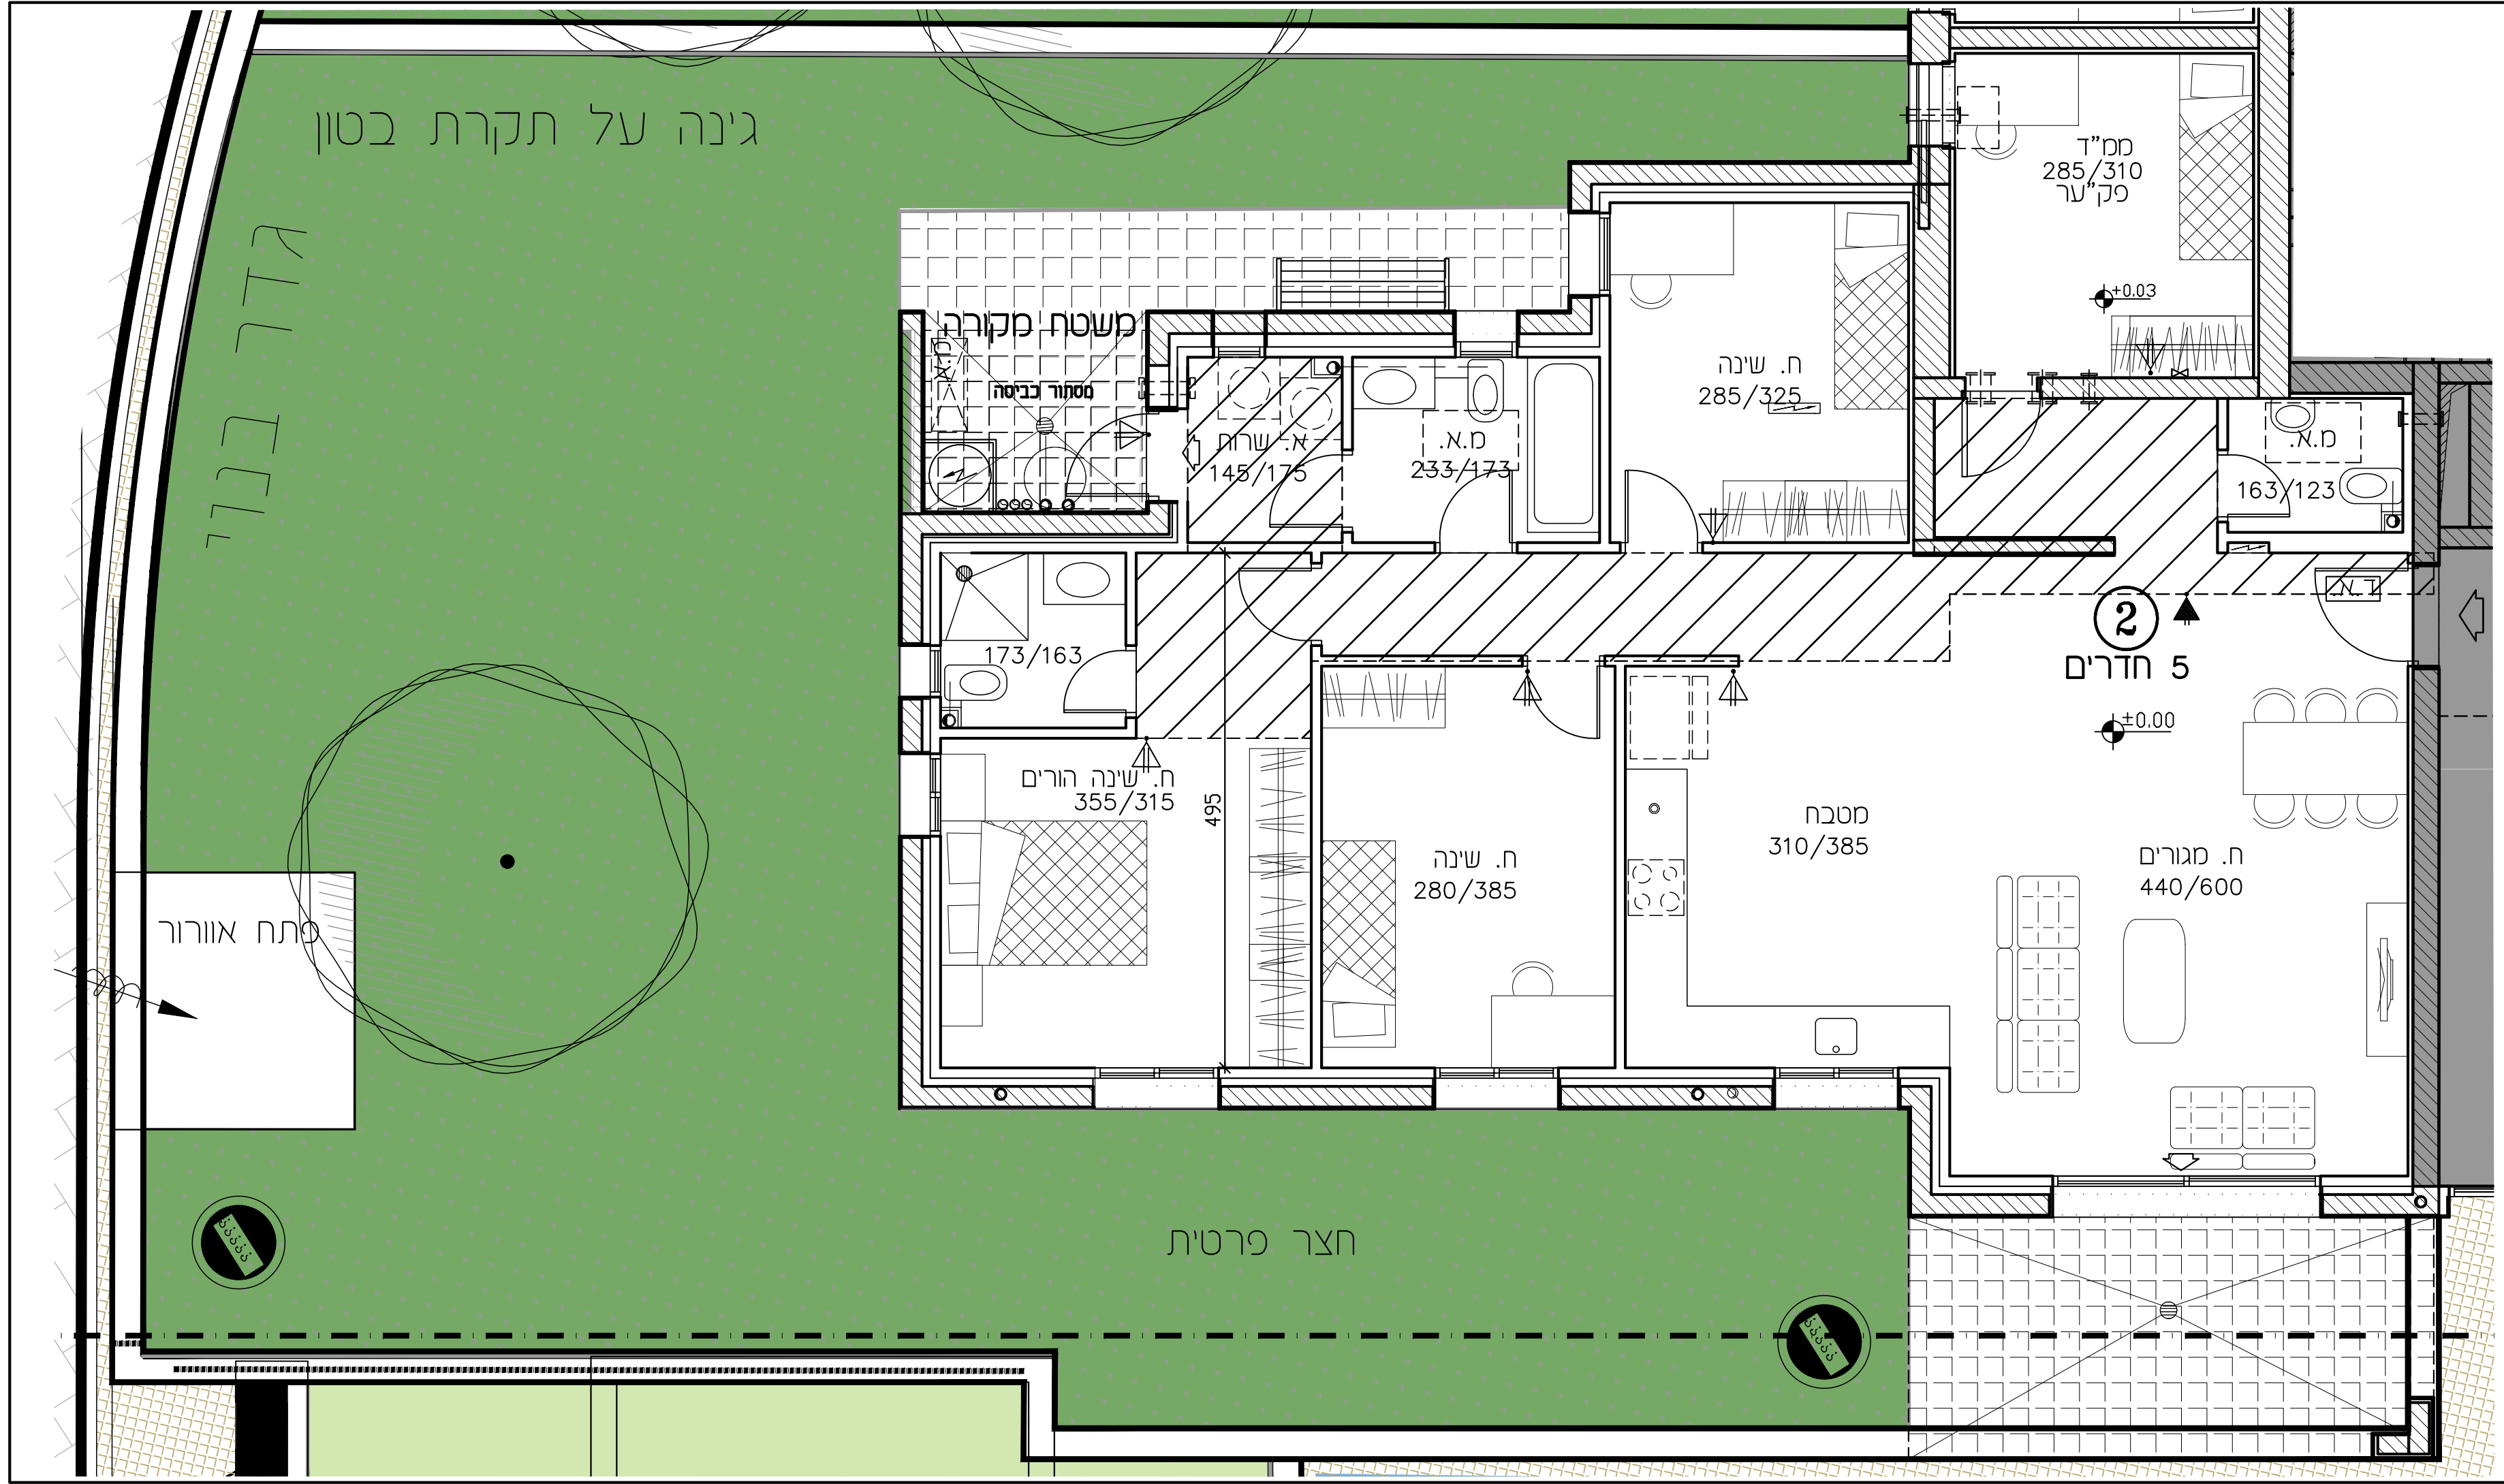 גינה על תקרת בטון
גדר בנוי
ממ"ד
285/310
פק"ער
+0.03
משטח מקורה
מ.א.
מסתור כביסה
א. שרות
145/175
מ.א.
233/173
ח. שינה
285/325
מ.א.
163/123
ד.א.
2
5 חדרים
±0.00
173/163
ח. שינה הורים
355/315
495
ח. שינה
280/385
מטבח
310/385
ח. מגורים
440/600
פתח אוורור
חצר פרטית